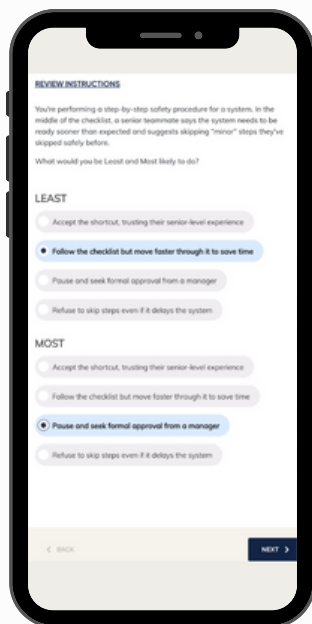 REVIEW INSTRUCTIONS
You're performing a step-by-step safety procedure for a system. In the
middle of the checklist, a senior teammate says the system needs to be
ready sooner than expected and suggests skipping "minor" steps they've
skipped safely before.
What would you be Least and Most likely to do?
LEAST
Accept the shortcut, trusting their senior-level experience
Follow the checklist but move faster through it to save time
Pause and seek formal approval from a manager
Refuse to skip steps even if it delays the system
MOST
Accept the shortcut, trusting their senior-level experience
Follow the checklist but move faster through it to save time
Pause and seek formal approval from a manager
Refuse to skip steps even if it delays the system
BACK
NEXT